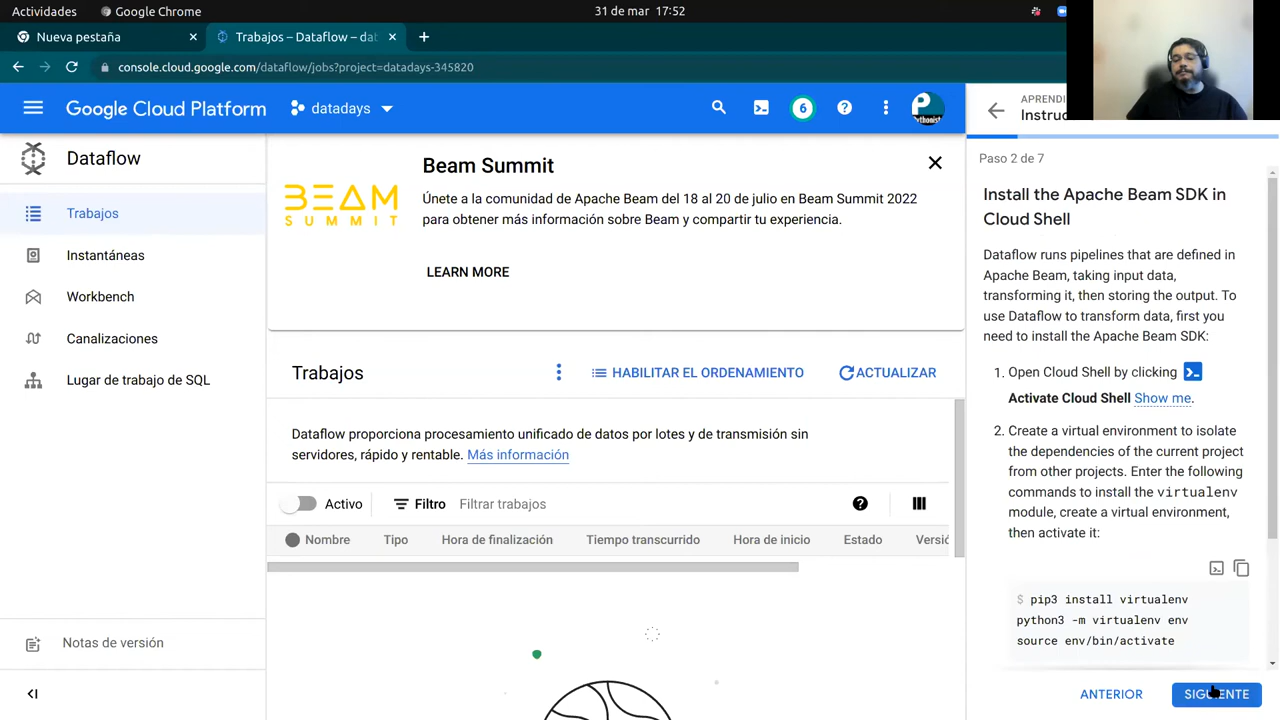 Actividades
Google Chrome
31 de mar 17:52
Nueva pestaña
Trabajos – Dataflow – dat
console.cloud.google.com/dataflow/jobs?project=datadays-345820
Google Cloud Platform
datadays
6
APRENDI
Instruc
Paso 2 de 7
Dataflow
Trabajos
Instantáneas
Workbench
Canalizaciones
Lugar de trabajo de SQL
Notas de versión
BEAM
SUMMIT
Beam Summit
Únete a la comunidad de Apache Beam del 18 al 20 de julio en Beam Summit 2022
para obtener más información sobre Beam y compartir tu experiencia.
LEARN MORE
Trabajos
HABILITAR EL ORDENAMIENTO
ACTUALIZAR
Dataflow proporciona procesamiento unificado de datos por lotes y de transmisión sin
servidores, rápido y rentable. Más información
Activo
Filtro
Filtrar trabajos
Nombre
Tipo
Hora de finalización
Tiempo transcurrido
Hora de inicio
Estado
Versió
Install the Apache Beam SDK in
Cloud Shell
Dataflow runs pipelines that are defined in
Apache Beam, taking input data,
transforming it, then storing the output. To
use Dataflow to transform data, first you
need to install the Apache Beam SDK:
1. Open Cloud Shell by clicking
Activate Cloud Shell Show me.
2. Create a virtual environment to isolate
the dependencies of the current project
from other projects. Enter the following
commands to install the virtualenv
module, create a virtual environment,
then activate it:
$ pip3 install virtualenv
python3 -m virtualenv env
source env/bin/activate
ANTERIOR
SIGUIENTE